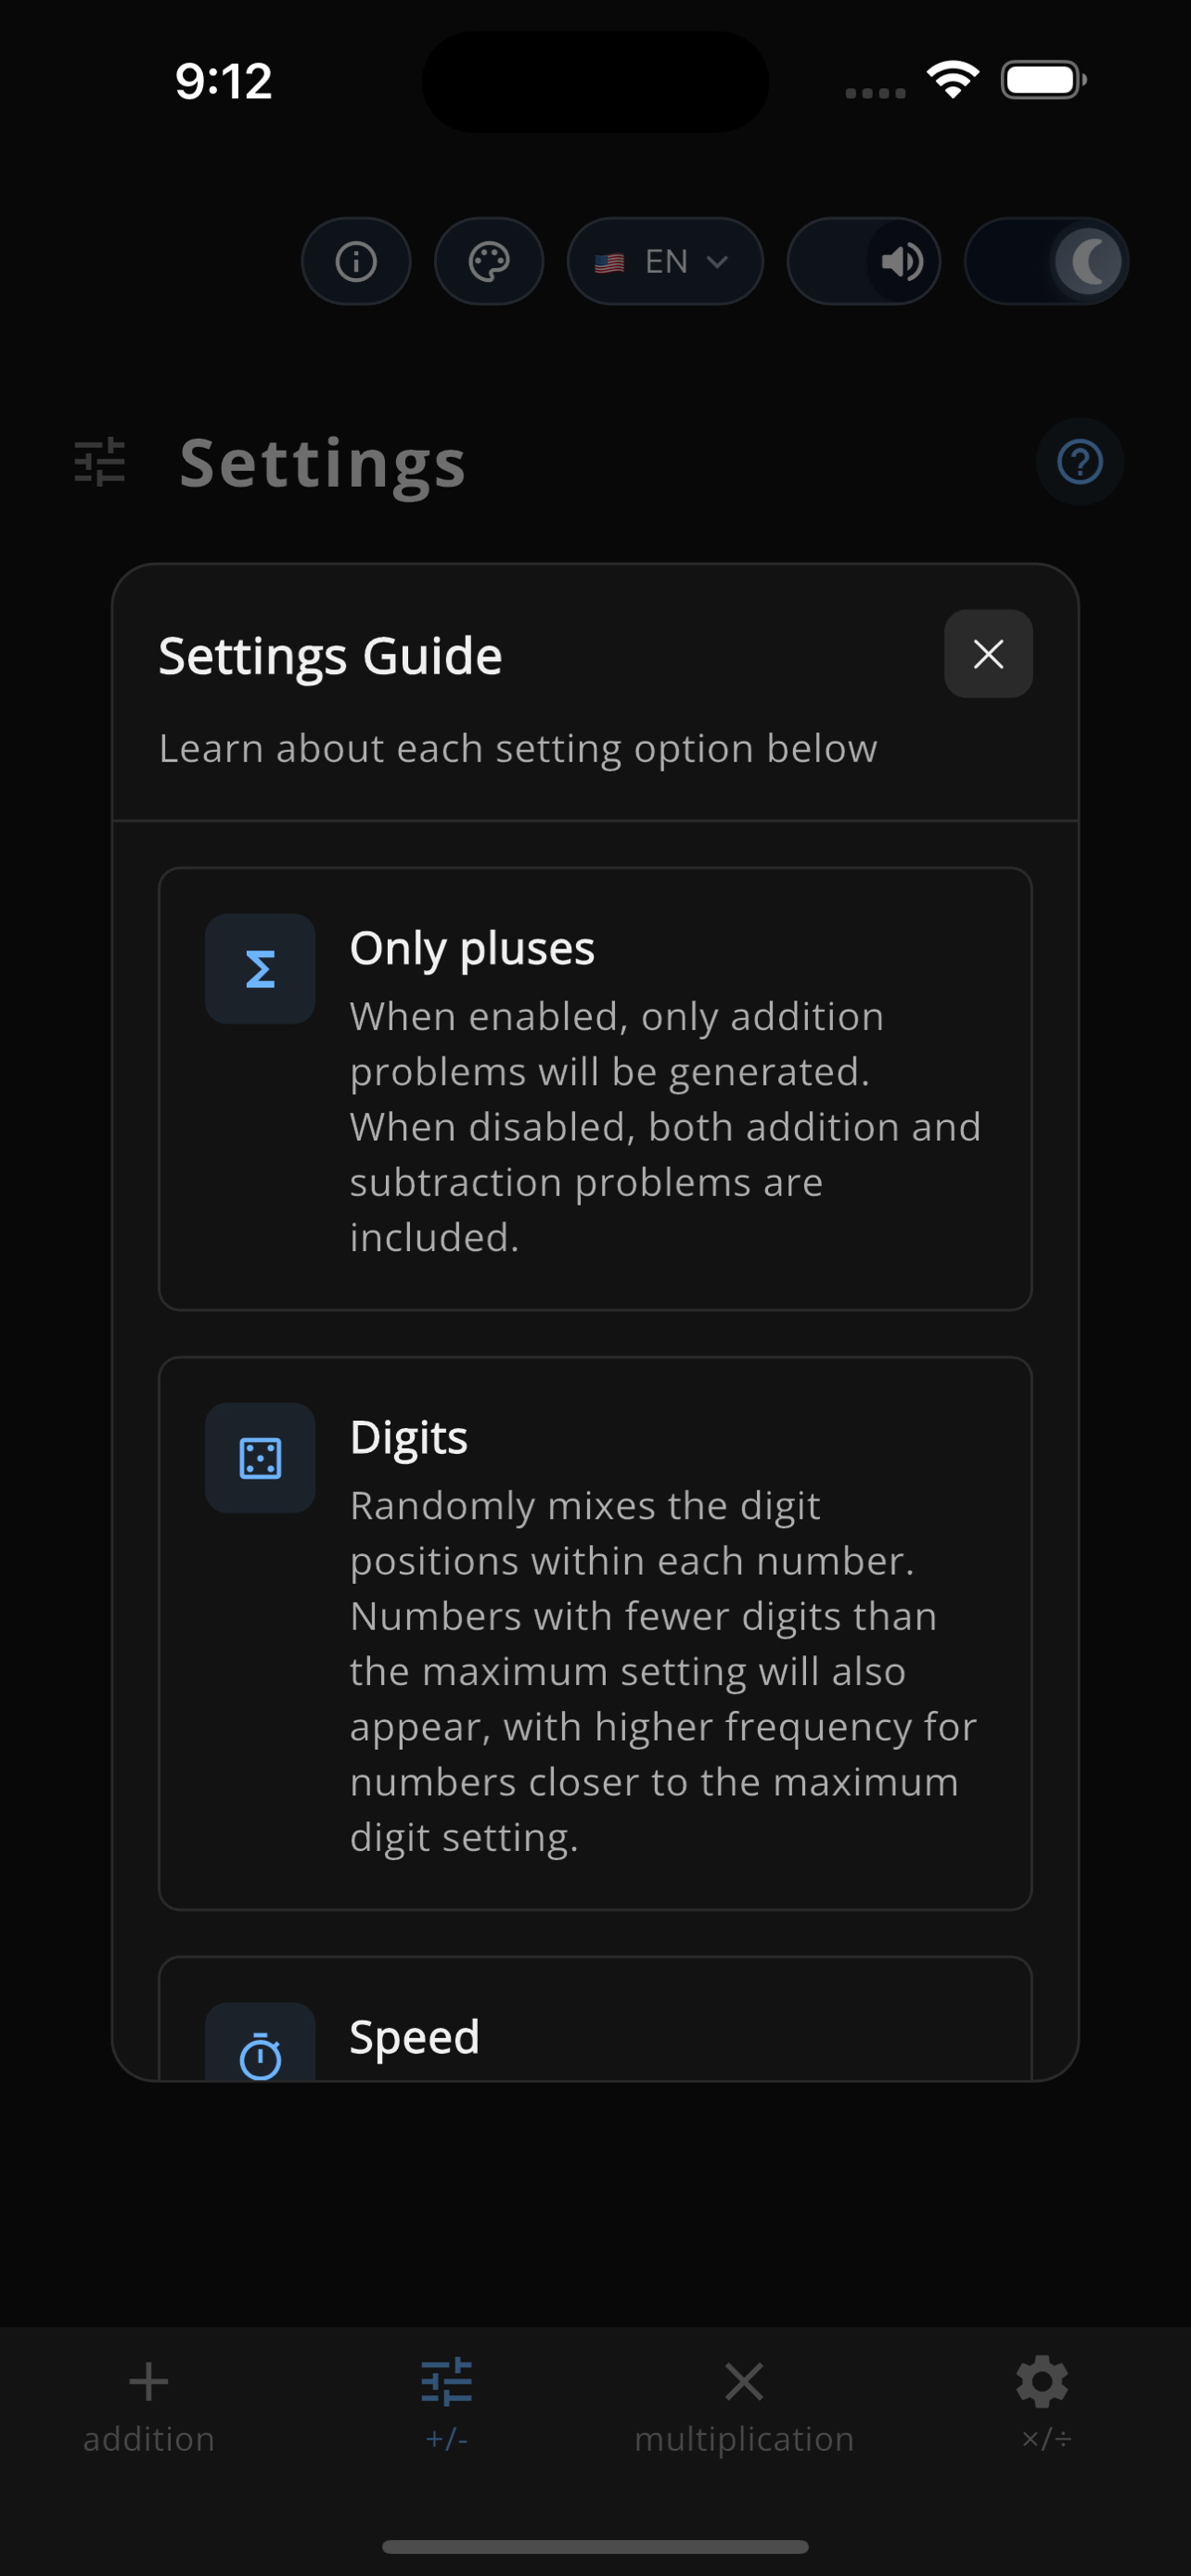 9:12
EN
Settings
Settings Guide
Learn about each setting option below
Only pluses
When enabled, only addition
problems will be generated.
When disabled, both addition and
subtraction problems are
included.
Digits
Randomly mixes the digit
positions within each number.
Numbers with fewer digits than
the maximum setting will also
appear, with higher frequency for
numbers closer to the maximum
digit setting.
Speed
addition
+/-
multiplication
×/÷